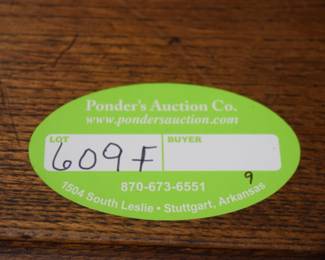 Ponder's Auction Co.
www.pondersauction.com
LOT BUYER
609F
870-673-6551
9
1504 South Leslie • Stuttgart, Arkansas